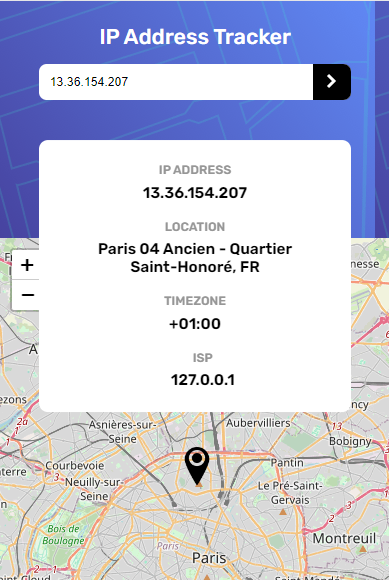 IP Address Tracker
13.36.154.207
IP ADDRESS
13.36.154.207
LOCATION
Paris 04 Ancien - Quartier
Saint-Honoré, FR
TIMEZONE
+01:00
ISP
127.0.0.1
+
−
Asnières-sur-
Seine
Aubervilliers
Bobigny
Courbevoie
Pantin
Neuilly-sur-
Seine
Le Pré-Saint-
Gervais
Bois de
Boulogne
Montreuil
Paris
Paris